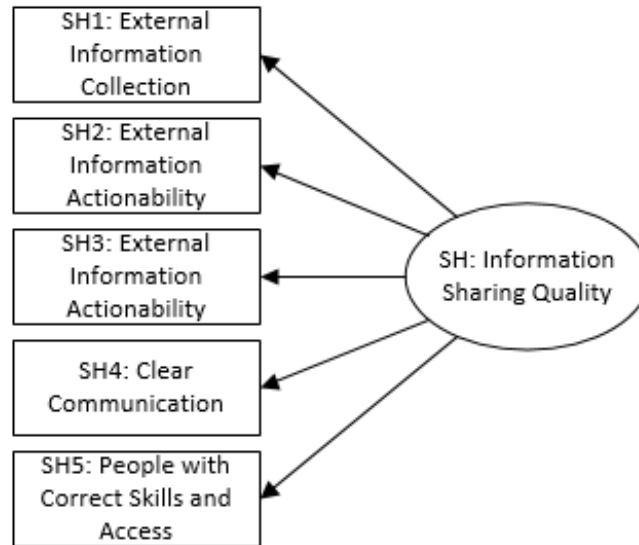 SH1: External
Information
Collection
SH2: External
Information
Actionability
SH3: External
Information
Actionability
SH: Information
Sharing Quality
SH4: Clear
Communication
SH5: People with
Correct Skills and
Access